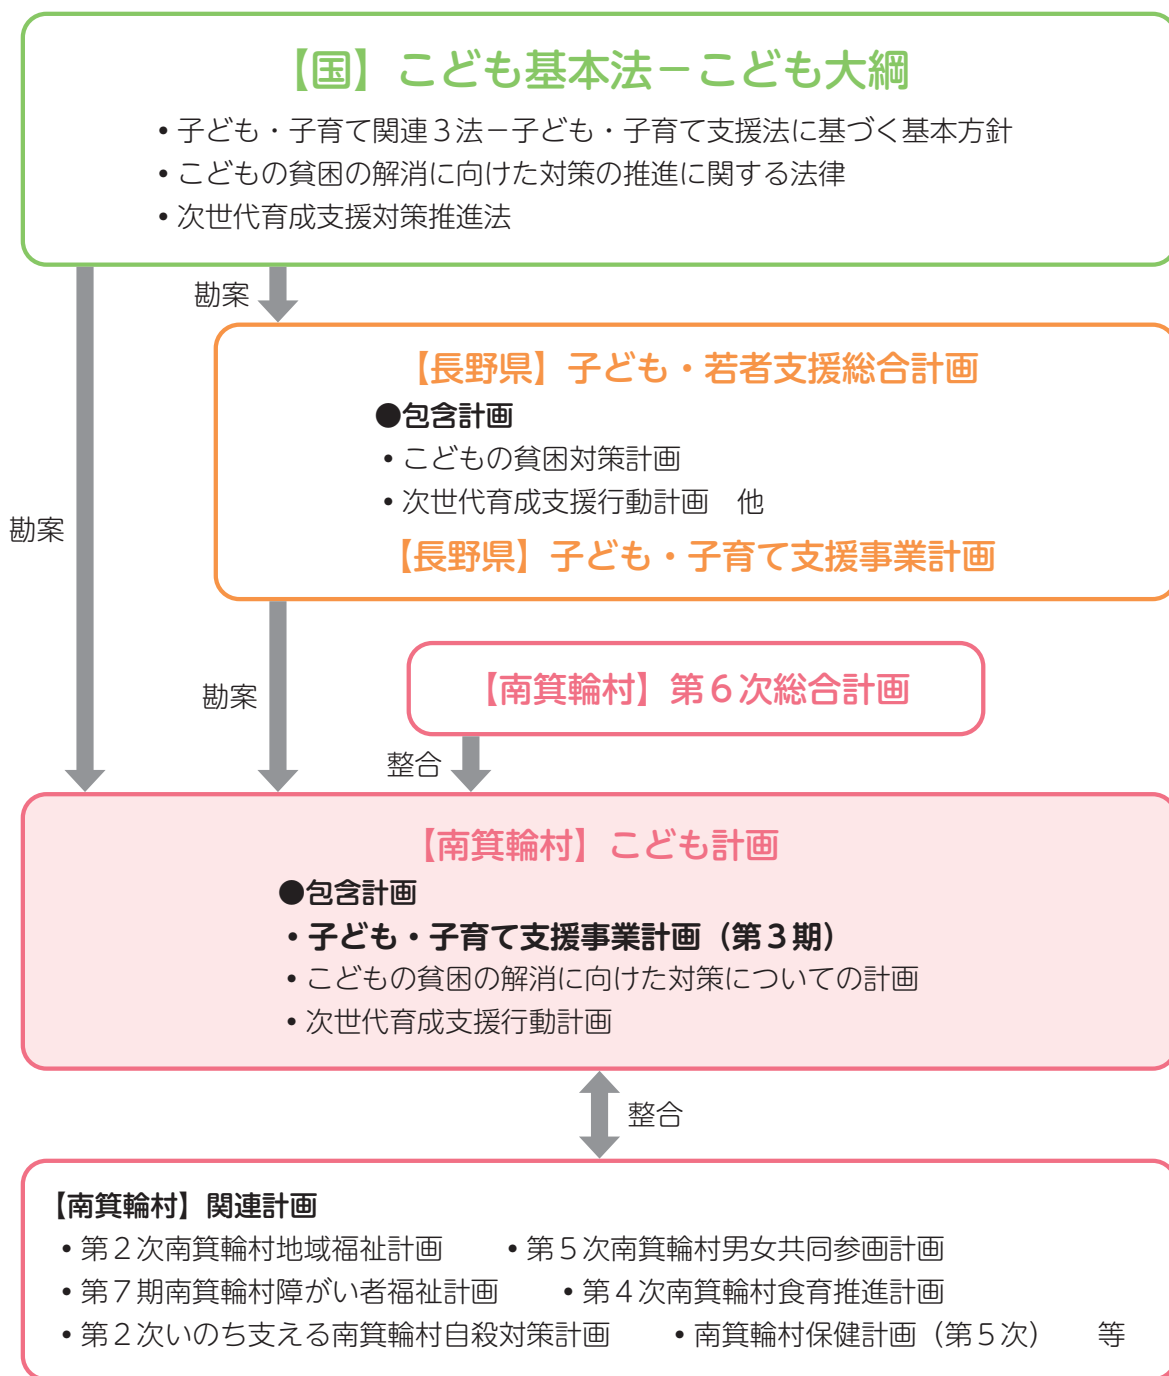 【国】こども基本法－こども大綱
• 子ども・子育て関連３法－子ども・子育て支援法に基づく基本方針
• こどもの貧困の解消に向けた対策の推進に関する法律
• 次世代育成支援対策推進法
勘案
【長野県】子ども・若者支援総合計画
●包含計画
• こどもの貧困対策計画
• 次世代育成支援行動計画　他
【長野県】子ども・子育て支援事業計画
勘案
勘案
【南箕輪村】第６次総合計画
整合
【南箕輪村】こども計画
●包含計画
・子ども・子育て支援事業計画（第３期）
• こどもの貧困の解消に向けた対策についての計画
• 次世代育成支援行動計画
整合
【南箕輪村】関連計画
• 第２次南箕輪村地域福祉計画　• 第５次南箕輪村男女共同参画計画
• 第７期南箕輪村障がい者福祉計画　• 第４次南箕輪村食育推進計画
• 第２次いのち支える南箕輪村自殺対策計画　• 南箕輪村保健計画（第５次）　等